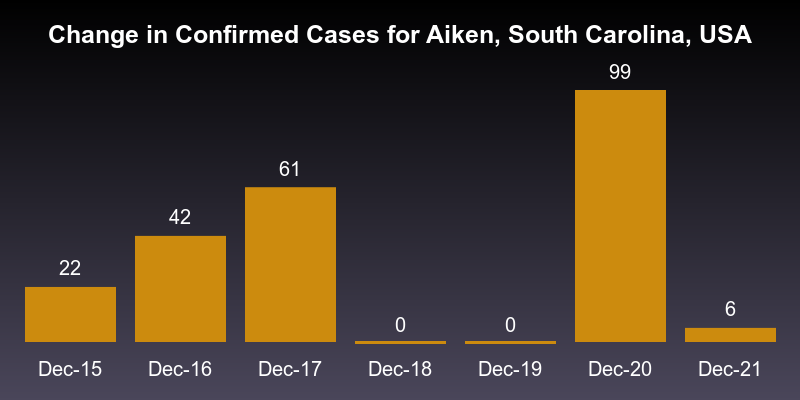 Change in Confirmed Cases for Aiken, South Carolina, USA
22
42
61
0
0
99
6
Dec-15
Dec-16
Dec-17
Dec-18
Dec-19
Dec-20
Dec-21